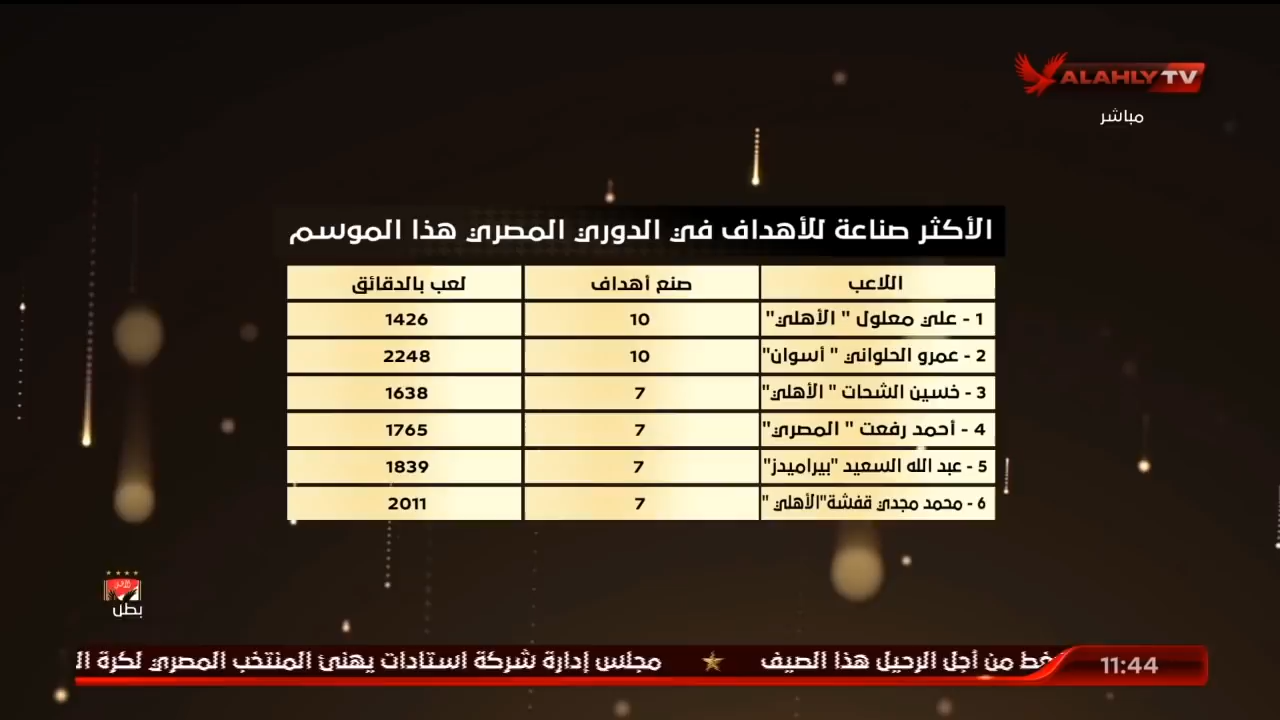 ALAHLY TV
مباشر
الأكثر صناعة للأهداف في الدوري المصري هذا الموسم
اللاعب صنع أهداف لعب بالدقائق
1 - علي معلول " الأهلي" 10 1426
2 - عمرو الحلواني " أسوان" 10 2248
3 - خسين الشحات " الأهلي" 7 1638
4 - أحمد رفعت " المصري" 7 1765
5 - عبد الله السعيد "بيراميدز" 7 1839
6 - محمد مجدي قفشة"الأهلي " 7 2011
بطل
11:44 من أجل الرحيل هذا الصيف ★ مجلس إدارة شركة استادات يهنئ المنتخب المصري لكرة